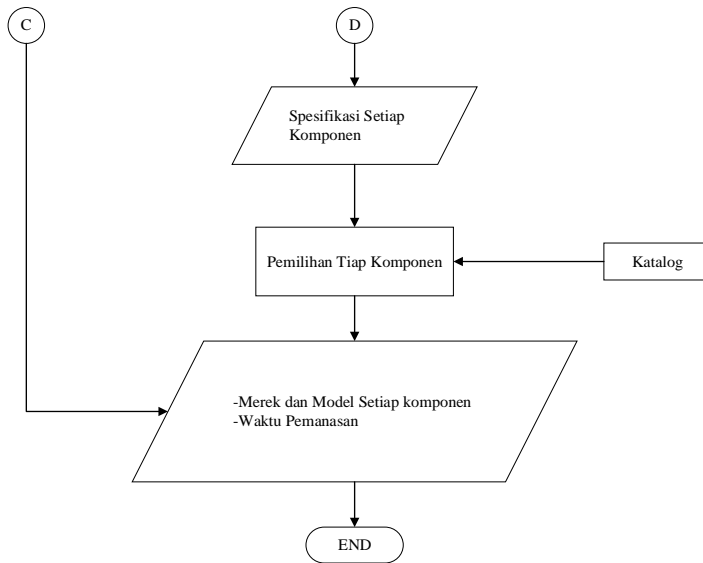 C
D
Spesifikasi Setiap
Komponen
Pemilihan Tiap Komponen
Katalog
-Merek dan Model Setiap komponen
-Waktu Pemanasan
END